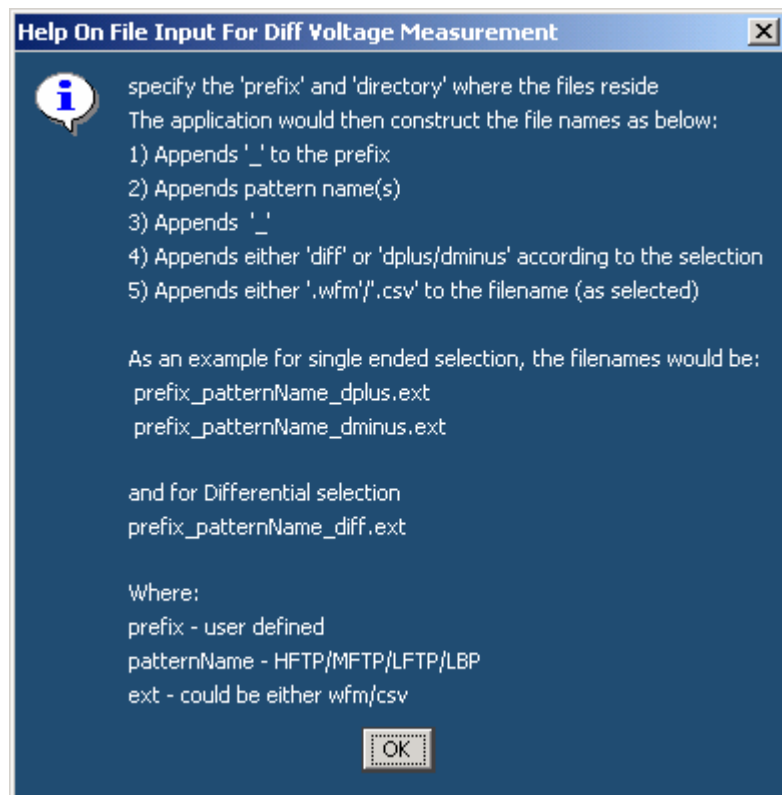 Help On File Input For Diff Voltage Measurement
specify the 'prefix' and 'directory' where the files reside
The application would then construct the file names as below:
1) Appends '_' to the prefix
2) Appends pattern name(s)
3) Appends  '_'
4) Appends either 'diff' or 'dplus/dminus' according to the selection
5) Appends either '.wfm'/'.csv' to the filename (as selected)
As an example for single ended selection, the filenames would be:
prefix_patternName_dplus.ext
prefix_patternName_dminus.ext
and for Differential selection
prefix_patternName_diff.ext
Where:
prefix - user defined
patternName - HFTP/MFTP/LFTP/LBP
ext - could be either wfm/csv
OK